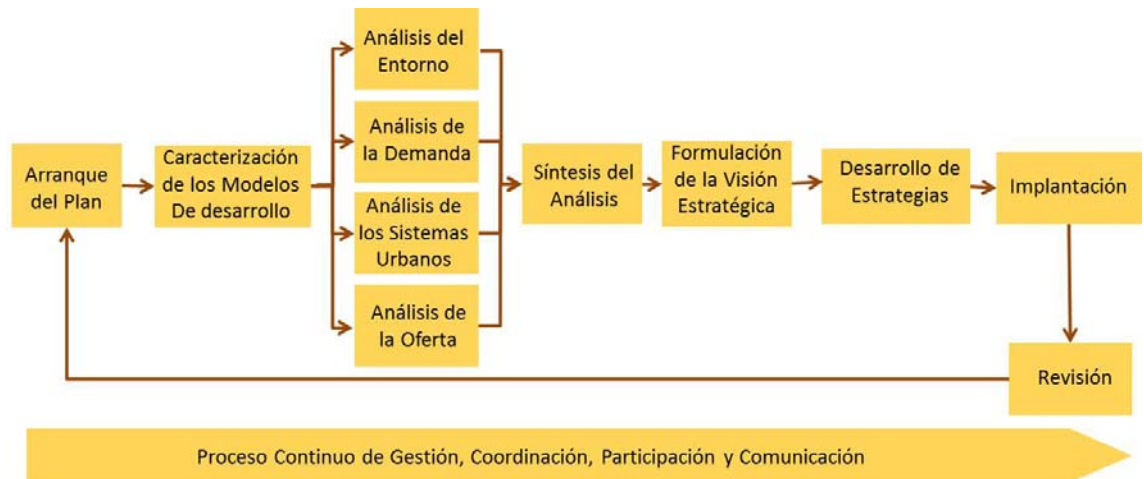 Arranque
del Plan
Caracterización
de los Modelos
De desarrollo
Análisis del
Entorno
Análisis de
la Demanda
Análisis de
los Sistemas
Urbanos
Análisis de
la Oferta
Síntesis del
Análisis
Formulación
de la Visión
Estratégica
Desarrollo de
Estrategias
Implantación
Revisión
Proceso Continuo de Gestión, Coordinación, Participación y Comunicación